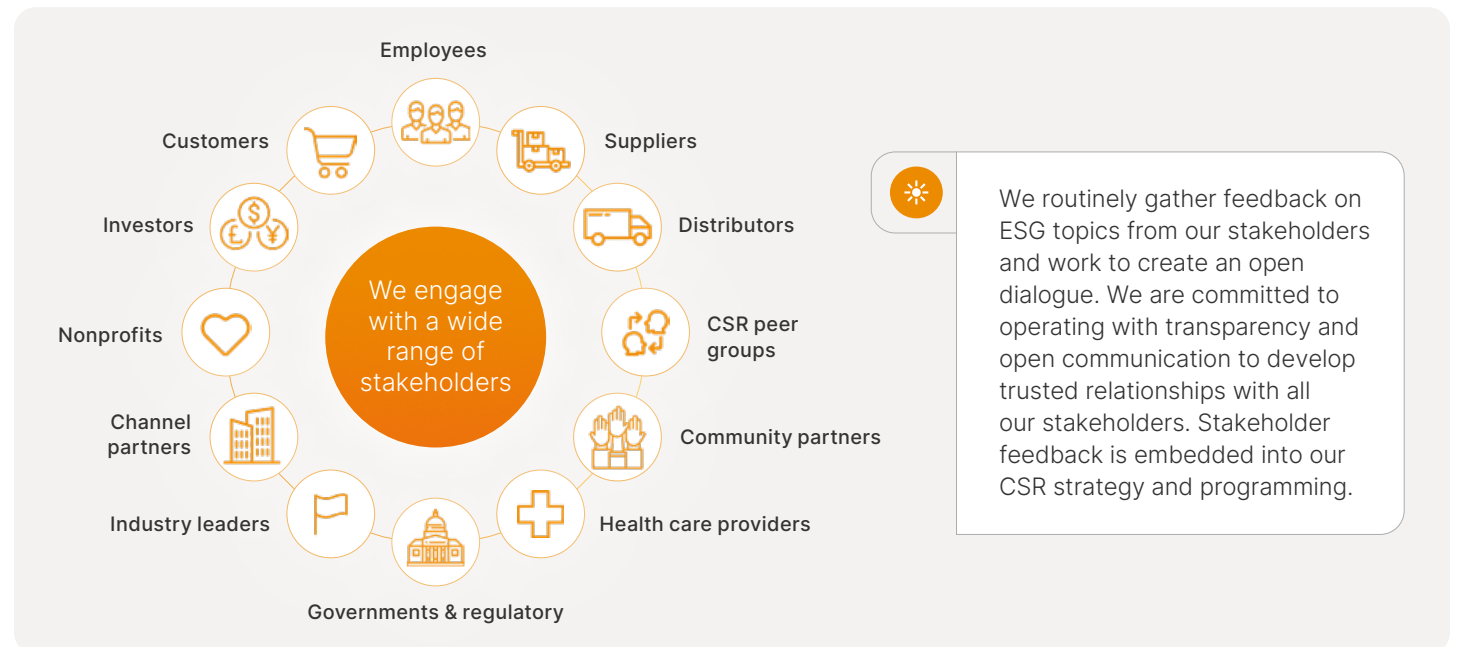 Employees
Customers
Suppliers
Investors
Distributors
We engage
with a wide
range of
stakeholders
Nonprofits
CSR peer
groups
Channel
partners
Community partners
Industry leaders
Health care providers
Governments & regulatory
We routinely gather feedback on
ESG topics from our stakeholders
and work to create an open
dialogue. We are committed to
operating with transparency and
open communication to develop
trusted relationships with all
our stakeholders. Stakeholder
feedback is embedded into our
CSR strategy and programming.